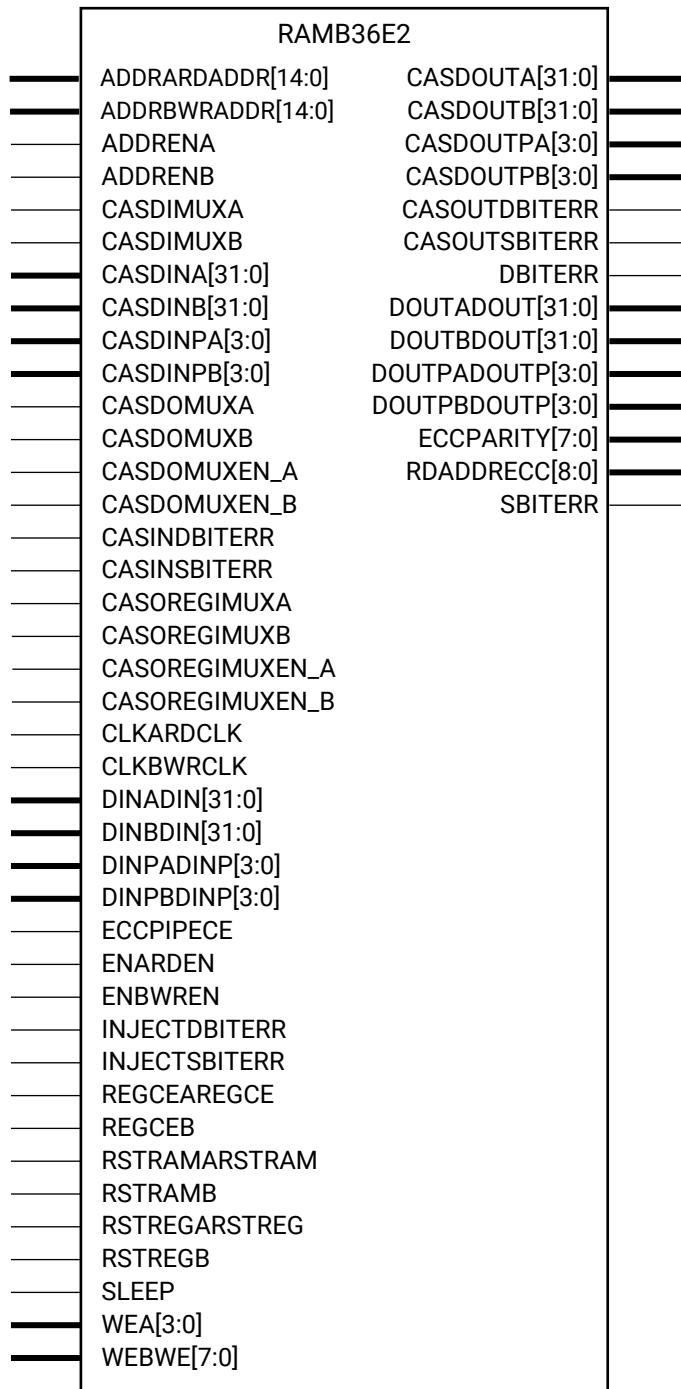 RAMB36E2
ADDRARDADDR[14:0] CASDOUTA[31:0]
ADDRBWRADDR[14:0] CASDOUTB[31:0]
ADDRENA CASDOUTPA[3:0]
ADDRENB CASDOUTPB[3:0]
CASDIMUXA CASOUTDBITERR
CASDIMUXB CASOUTSBITERR
CASDINA[31:0] DBITERR
CASDINB[31:0] DOUTADOUT[31:0]
CASDINPA[3:0] DOUTBDOUT[31:0]
CASDINPB[3:0] DOUTPADOUTP[3:0]
CASDOMUXA DOUTPBDOUTP[3:0]
CASDOMUXB ECCPARITY[7:0]
CASDOMUXEN_A RDADDRECC[8:0]
CASDOMUXEN_B SBITERR
CASINDBITERR
CASINSBITERR
CASOREGIMUXA
CASOREGIMUXB
CASOREGIMUXEN_A
CASOREGIMUXEN_B
CLKARDCLK
CLKBWRCLK
DINADIN[31:0]
DINBDIN[31:0]
DINPADINP[3:0]
DINPBDINP[3:0]
ECCPIPECE
ENARDEN
ENBWREN
INJECTDBITERR
INJECTSBITERR
REGCEAREGCE
REGCEB
RSTRAMARSTRAM
RSTRAMB
RSTREGARSTREG
RSTREGB
SLEEP
WEA[3:0]
WEBWE[7:0]